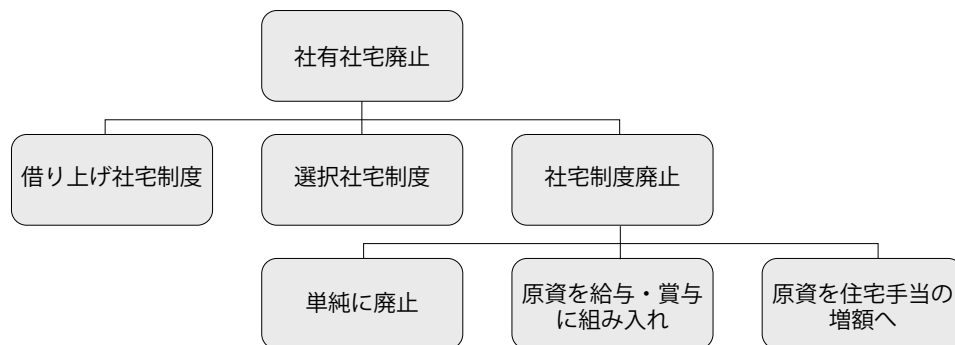 社有社宅廃止
借り上げ社宅制度
選択社宅制度
社宅制度廃止
単純に廃止
原資を給与・賞与
に組み入れ
原資を住宅手当の
増額へ